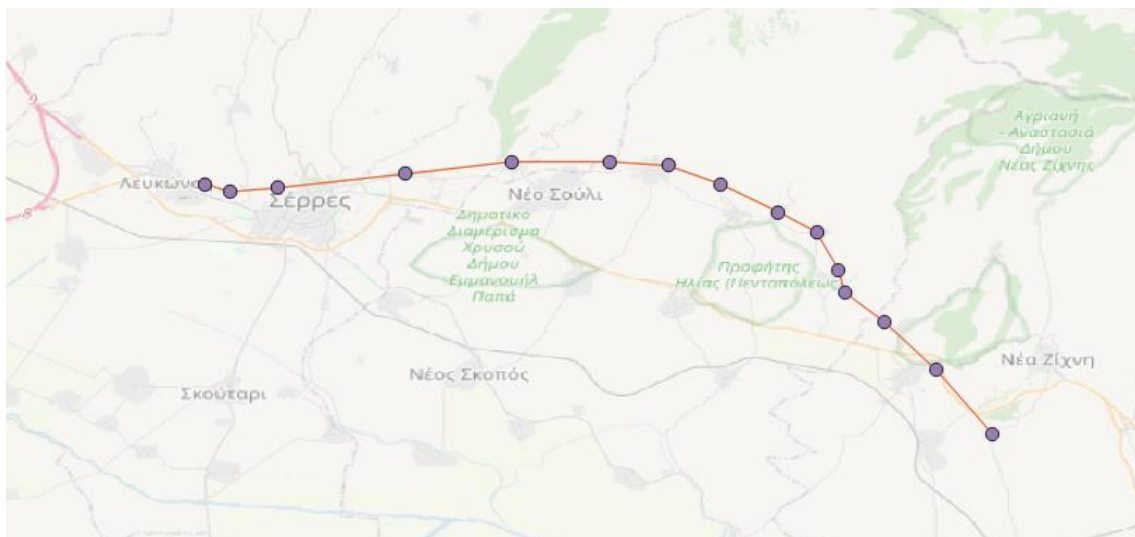 9
Αγριανή
- Αναστασιά
Δήμου
Νέας Ζίχνης
Λευκώνα
Σέρρες
Νέο Σούλι
8
Δημοτικό
Διαμέρισμα
Χρυσού
Δήμου
Εμμανουήλ
Παπά
Προφήτης
Ηλίας (Πενταπόλεως)
Νέα Ζίχνη
Νέος Σκοπός
Σκούταρι